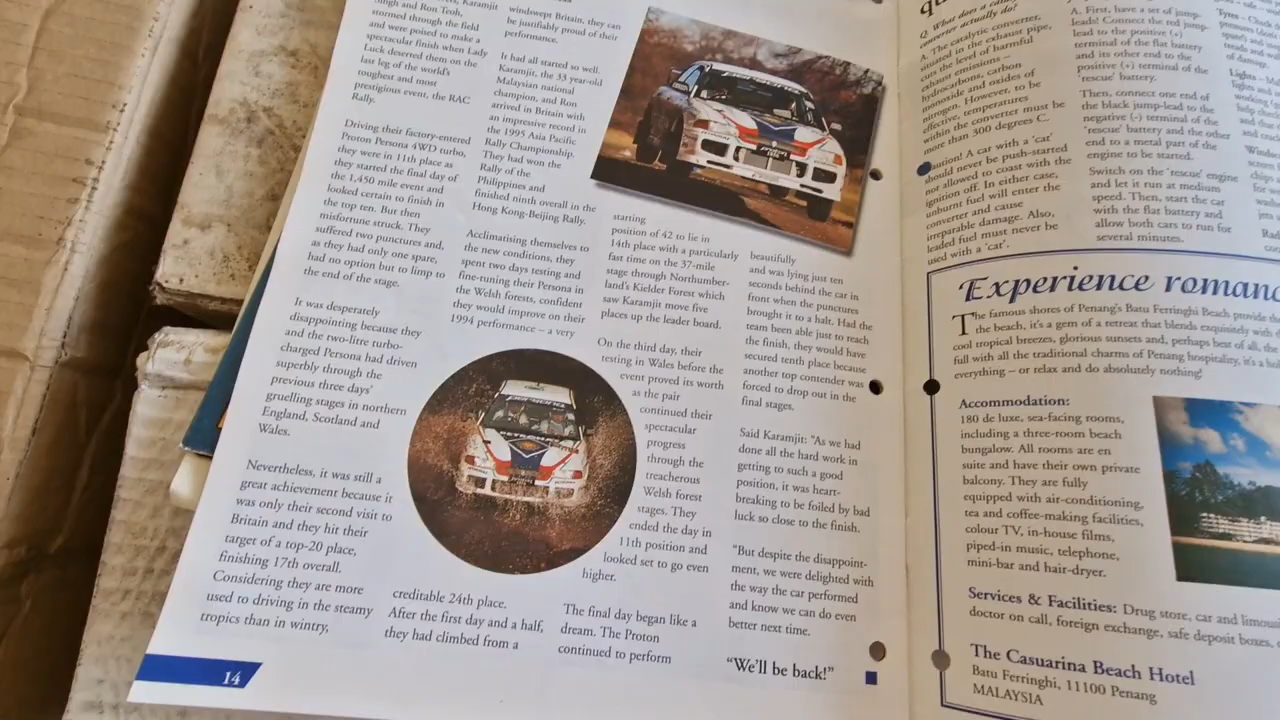 Singh and Ron Teoh,
stormed through the field
and were poised to make a
spectacular finish when Lady
Luck deserted them on the
last leg of the world's
roughest and most
prestigious event, the RAC
Rally.
Driving their factory-entered
Proton Persona 4WD turbo,
they were in 11th place as
they started the final day of
the 1,450 mile event and
looked certain to finish in
the top ten. But then
misfortune struck. They
suffered two punctures and,
as they had only one spare,
had no option but to limp to
the end of the stage.
It was desperately
disappointing because they
and the two-litre turbo-
charged Persona had driven
superbly through the
previous three days'
gruelling stages in northern
England, Scotland and
Wales.
Nevertheless, it was still a
great achievement because it
was only their second visit to
Britain and they hit their
target of a top-20 place,
finishing 17th overall.
Considering they are more
used to driving in the steamy
tropics than in wintry,
windswept Britain, they can
be justifiably proud of their
performance.
It had all started so well.
Karamjit, the 33 year-old
Malaysian national
champion, and Ron
arrived in Britain with
an impressive record in
the 1995 Asia Pacific
Rally Championship.
They had won the
Rally of the
Philippines and
finished ninth overall in the
Hong Kong-Beijing Rally.
Acclimatising themselves to
the new conditions, they
spent two days testing and
fine-tuning their Persona in
the Welsh forests, confident
they would improve on their
1994 performance – a very
creditable 24th place.
After the first day and a half,
they had climbed from a
starting
position of 42 to lie in
14th place with a particularly
fast time on the 37-mile
stage through Northumber-
land's Kielder Forest which
saw Karamjit move five
places up the leader board.
On the third day, their
testing in Wales before the
event proved its worth
as the pair
continued their
spectacular
progress
through the
treacherous
Welsh forest
stages. They
ended the day in
11th position and
looked set to go even
higher.
The final day began like a
dream. The Proton
continued to perform
beautifully
and was lying just ten
seconds behind the car in
front when the punctures
brought it to a halt. Had the
team been able just to reach
the finish, they would have
secured tenth place because
another top contender was
forced to drop out in the
final stages.
Said Karamjit: "As we had
done all the hard work in
getting to such a good
position, it was heart-
breaking to be foiled by bad
luck so close to the finish.
"But despite the disappoint-
ment, we were delighted with
the way the car performed
and know we can do even
better next time.
"We'll be back!"
14
Q. What does a
converter actually do?
A. The catalytic converter,
situated in the exhaust pipe,
cuts the level of harmful
exhaust emissions –
hydrocarbons, carbon
monoxide and oxides of
nitrogen. However, to be
effective, temperatures
within the converter must be
more than 300 degrees C.
A car with a 'cat'
should never be push-started
nor allowed to coast with the
ignition off. In either case,
unburnt fuel will enter the
converter and cause
irreparable damage. Also,
leaded fuel must never be
used with a 'cat'.
A. First, have a set of jump-
leads! Connect the red jump
lead to the positive (+)
terminal of the flat battery
and its other end to the
positive (+) terminal of the
'rescue' battery.
Then, connect one end of
the black jump-lead to the
negative (–) terminal of the
'rescue' battery and the other
end to a metal part of the
engine to be started.
Switch on the 'rescue' engine
and let it run at medium
speed. Then, start the car
with the flat battery and
allow both cars to run for
several minutes.
Experience
The famous shores of Penang's Batu Ferringhi Beach provide
the beach, it's a gem of a retreat that blends exquisitely with
cool tropical breezes, glorious sunsets and, perhaps best of all, the
full with all the traditional charms of Penang hospitality, it's a
everything – or relax and do absolutely nothing!
Accommodation:
180 de luxe, sea-facing rooms,
including a three-room beach
bungalow. All rooms are en
suite and have their own private
balcony. They are fully
equipped with air-conditioning,
tea and coffee-making facilities,
colour TV, in-house films,
piped-in music, telephone,
mini-bar and hair-dryer.
Services & Facilities: Drug store, car and
doctor on call, foreign exchange, safe deposit boxes,
The Casuarina Beach Hotel
Batu Ferringhi, 11100 Penang
MALAYSIA